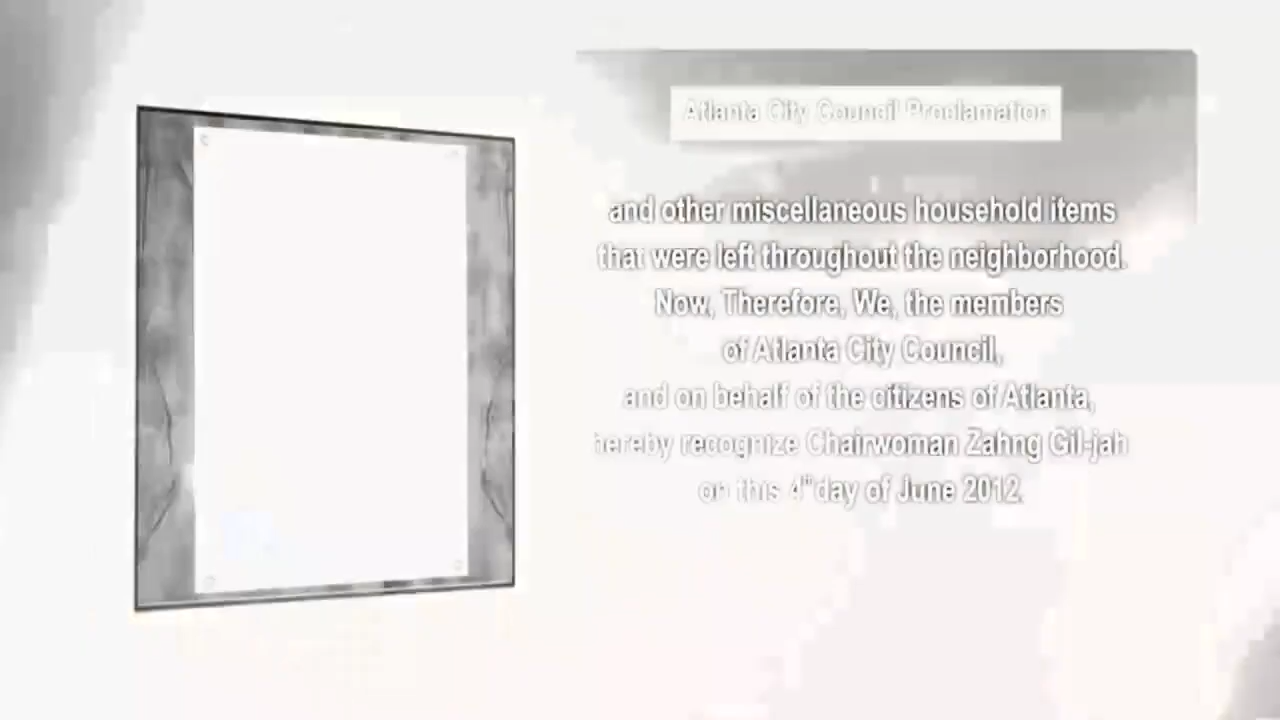 Atlanta City Council Proclamation
and other miscellaneous household items
that were left throughout the neighborhood.
Now, Therefore, We, the members
of Atlanta City Council,
and on behalf of the citizens of Atlanta,
hereby recognize Chairwoman Zahng Gil-jah
on this 4th day of June 2012.